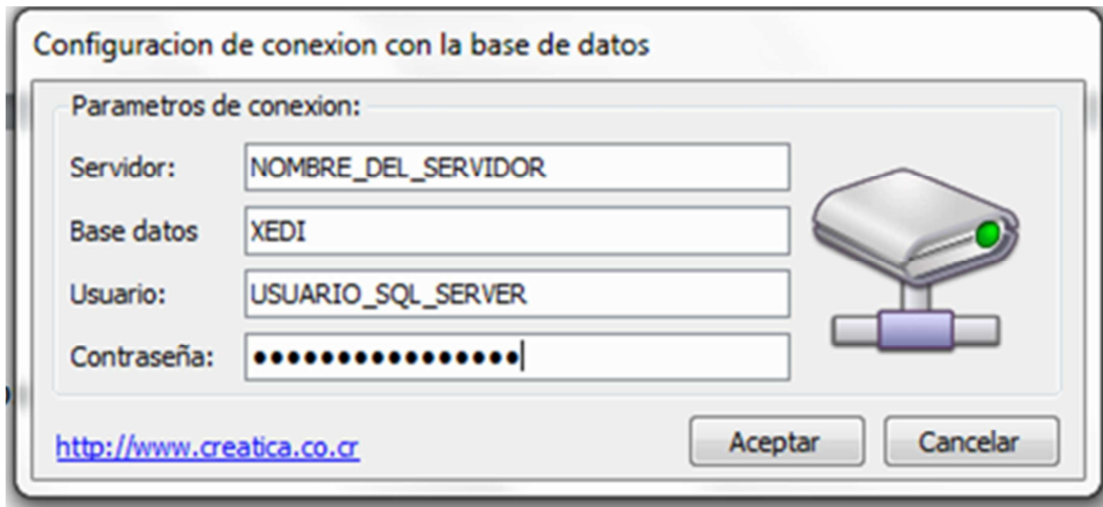 Configuracion de conexion con la base de datos
Parametros de conexion:
Servidor: NOMBRE_DEL_SERVIDOR
Base datos XEDI
Usuario: USUARIO_SQL_SERVER
Contraseña: ●●●●●●●●●●●●●●●●
http://www.creatica.co.cr Aceptar Cancelar